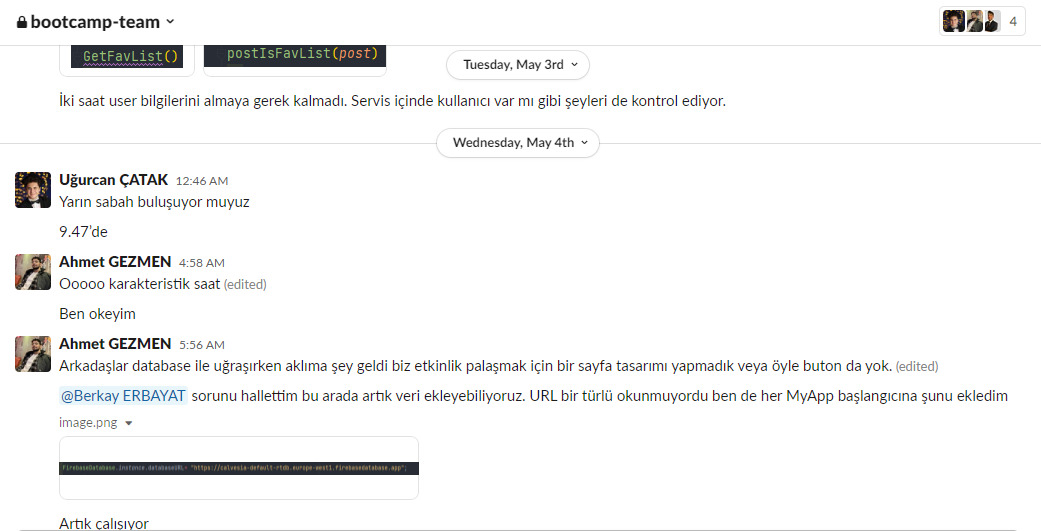 bootcamp-team
4
GetFavList()
postIsFavList(post)
Tuesday, May 3rd
İki saat user bilgilerini almaya gerek kalmadı. Servis içinde kullanıcı var mı gibi şeyleri de kontrol ediyor.
Wednesday, May 4th
Uğurcan ÇATAK 12:46 AM
Yarın sabah buluşuyor muyuz
9.47'de
Ahmet GEZMEN 4:58 AM
Ooooo karakteristik saat (edited)
Ben okeyim
Ahmet GEZMEN 5:56 AM
Arkadaşlar database ile uğraşırken aklıma şey geldi biz etkinlik palaşmak için bir sayfa tasarımı yapmadık veya öyle buton da yok. (edited)
@Berkay ERBAYAT sorunu hallettim bu arada artık veri ekleyebiliyoruz. URL bir türlü okunmuyordu ben de her MyApp başlangıcına şunu ekledim
image.png
FirebaseDatabase.instance.databaseURL= "https://calvesia-default-rtdb.europe-west1.firebasedatabase.app";
Artık çalışıyor